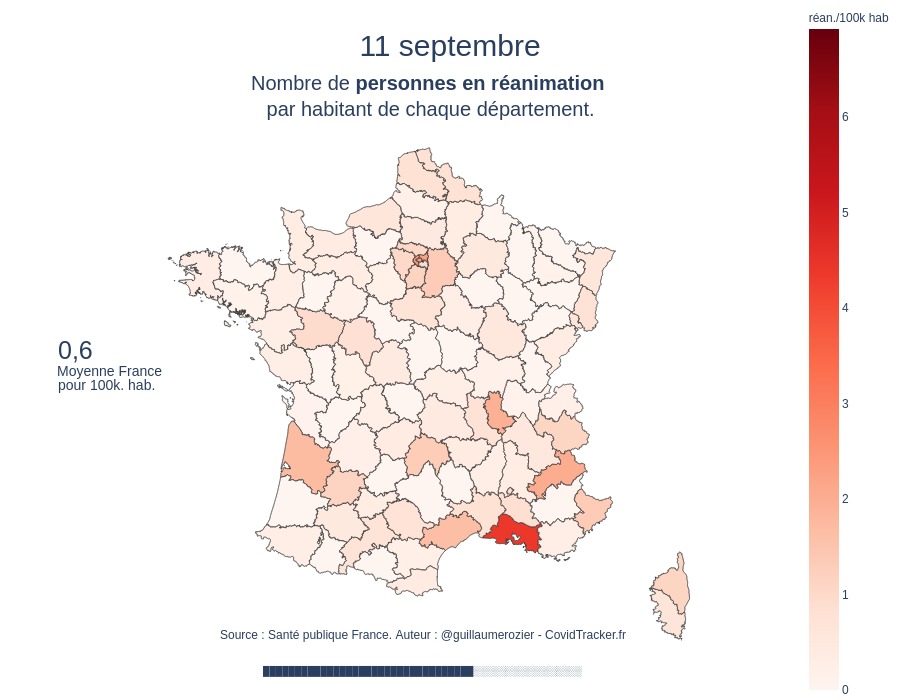 réan./100k hab
11 septembre
Nombre de personnes en réanimation
par habitant de chaque département.
6
5
4
0,6
Moyenne France
pour 100k. hab.
3
2
1
Source : Santé publique France. Auteur : @guillaumerozier - CovidTracker.fr
0